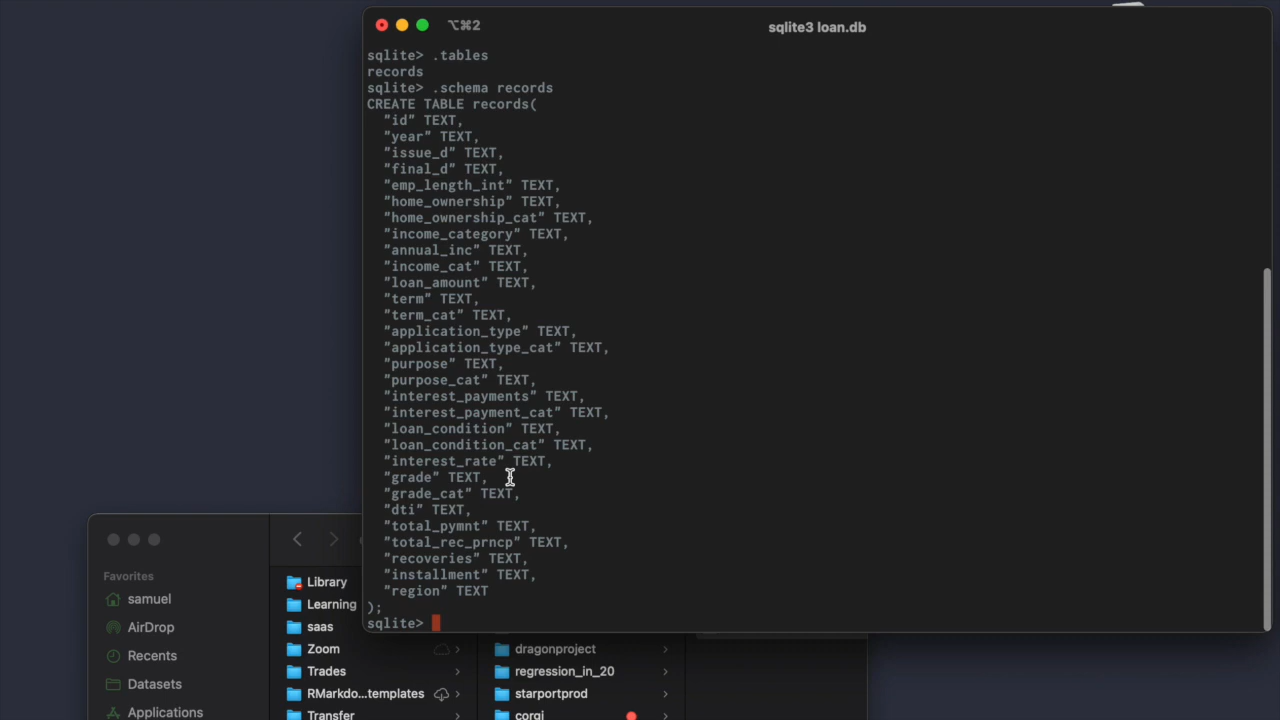 ⌥⌘2
sqlite3 loan.db
sqlite> .tables
records
sqlite> .schema records
CREATE TABLE records(
"id" TEXT,
"year" TEXT,
"issue_d" TEXT,
"final_d" TEXT,
"emp_length_int" TEXT,
"home_ownership" TEXT,
"home_ownership_cat" TEXT,
"income_category" TEXT,
"annual_inc" TEXT,
"income_cat" TEXT,
"loan_amount" TEXT,
"term" TEXT,
"term_cat" TEXT,
"application_type" TEXT,
"application_type_cat" TEXT,
"purpose" TEXT,
"purpose_cat" TEXT,
"interest_payments" TEXT,
"interest_payment_cat" TEXT,
"loan_condition" TEXT,
"loan_condition_cat" TEXT,
"interest_rate" TEXT,
"grade" TEXT,
"grade_cat" TEXT,
"dti" TEXT,
"total_pymnt" TEXT,
"total_rec_prncp" TEXT,
"recoveries" TEXT,
"installment" TEXT,
"region" TEXT
);
sqlite>
Favorites
samuel
AirDrop
Recents
Datasets
Applications
Library
Learning
saas
Zoom
Trades
RMarkdo...templates
Transfer
dragonproject
regression_in_20
starportprod
corgi